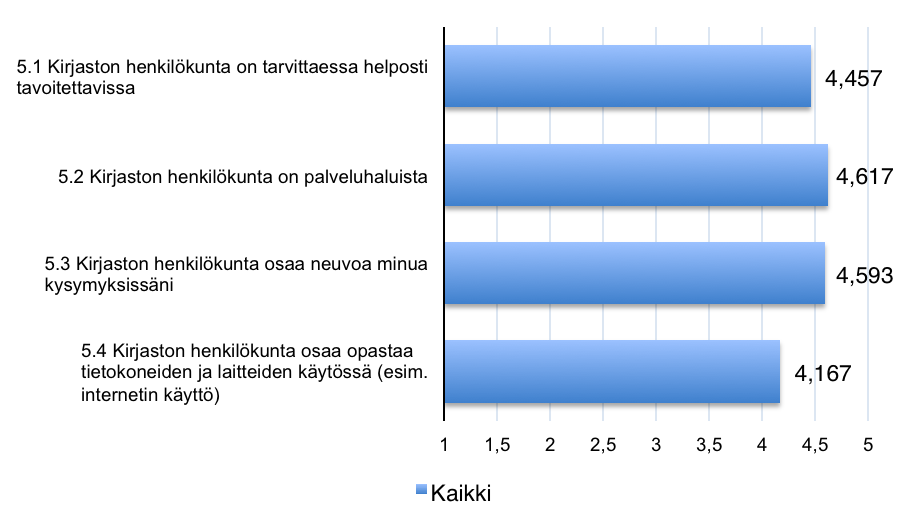 5.1 Kirjaston henkilökunta on tarvittaessa helposti
tavoitettavissa
4,457
5.2 Kirjaston henkilökunta on palveluhaluista
4,617
5.3 Kirjaston henkilökunta osaa neuvoa minua
kysymyksissäni
4,593
5.4 Kirjaston henkilökunta osaa opastaa
tietokoneiden ja laitteiden käytössä (esim.
internetin käyttö)
4,167
1 1,5 2 2,5 3 3,5 4 4,5 5
Kaikki